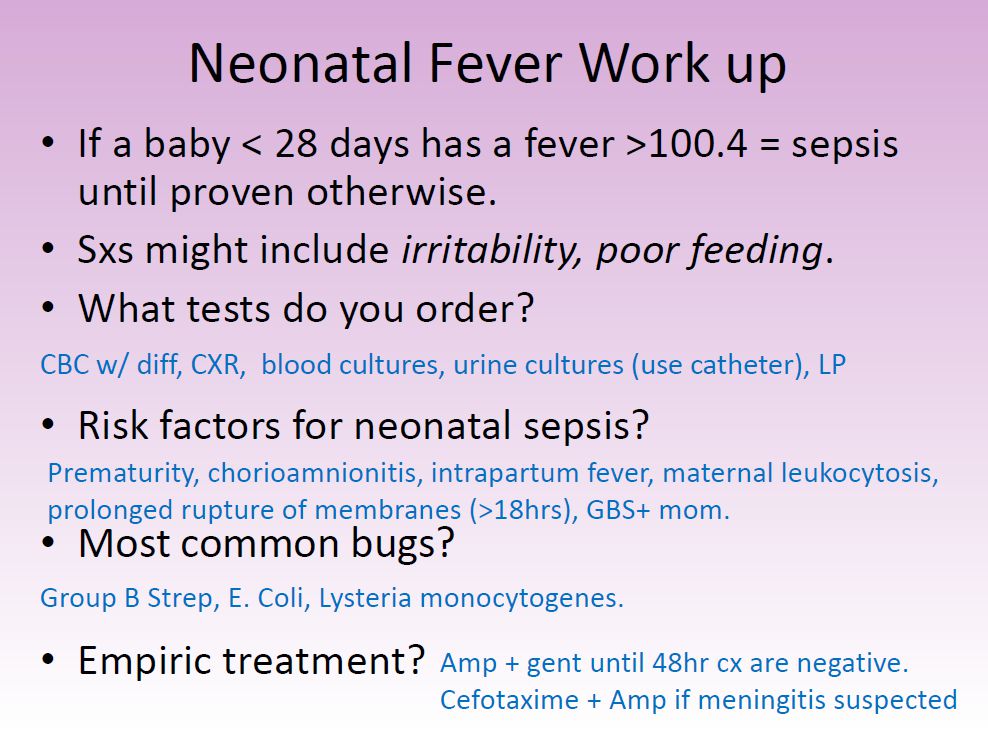 Neonatal Fever Work up
• If a baby < 28 days has a fever >100.4 = sepsis
until proven otherwise.
• Sxs might include irritability, poor feeding.
• What tests do you order?
CBC w/ diff, CXR,  blood cultures, urine cultures (use catheter), LP
• Risk factors for neonatal sepsis?
Prematurity, chorioamnionitis, intrapartum fever, maternal leukocytosis,
prolonged rupture of membranes (>18hrs), GBS+ mom.
• Most common bugs?
Group B Strep, E. Coli, Lysteria monocytogenes.
• Empiric treatment? Amp + gent until 48hr cx are negative.
Cefotaxime + Amp if meningitis suspected